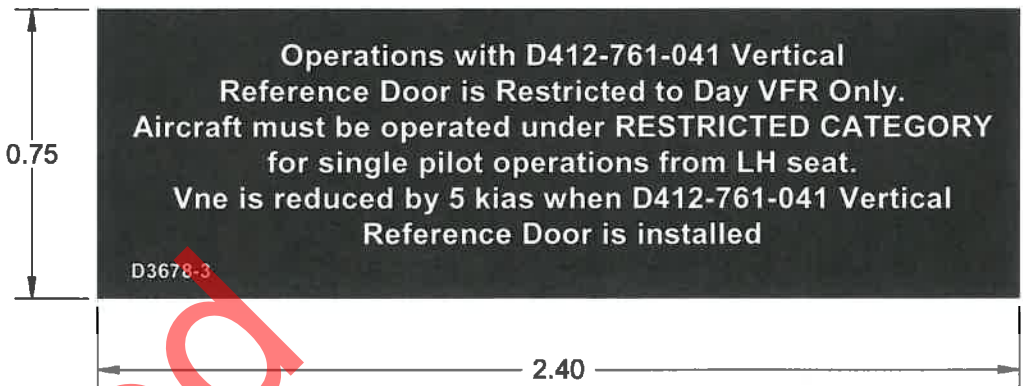 Operations with D412-761-041 Vertical
Reference Door is Restricted to Day VFR Only.
Aircraft must be operated under RESTRICTED CATEGORY
for single pilot operations from LH seat.
Vne is reduced by 5 kias when D412-761-041 Vertical
Reference Door is installed
D3678-3
0.75
2.40